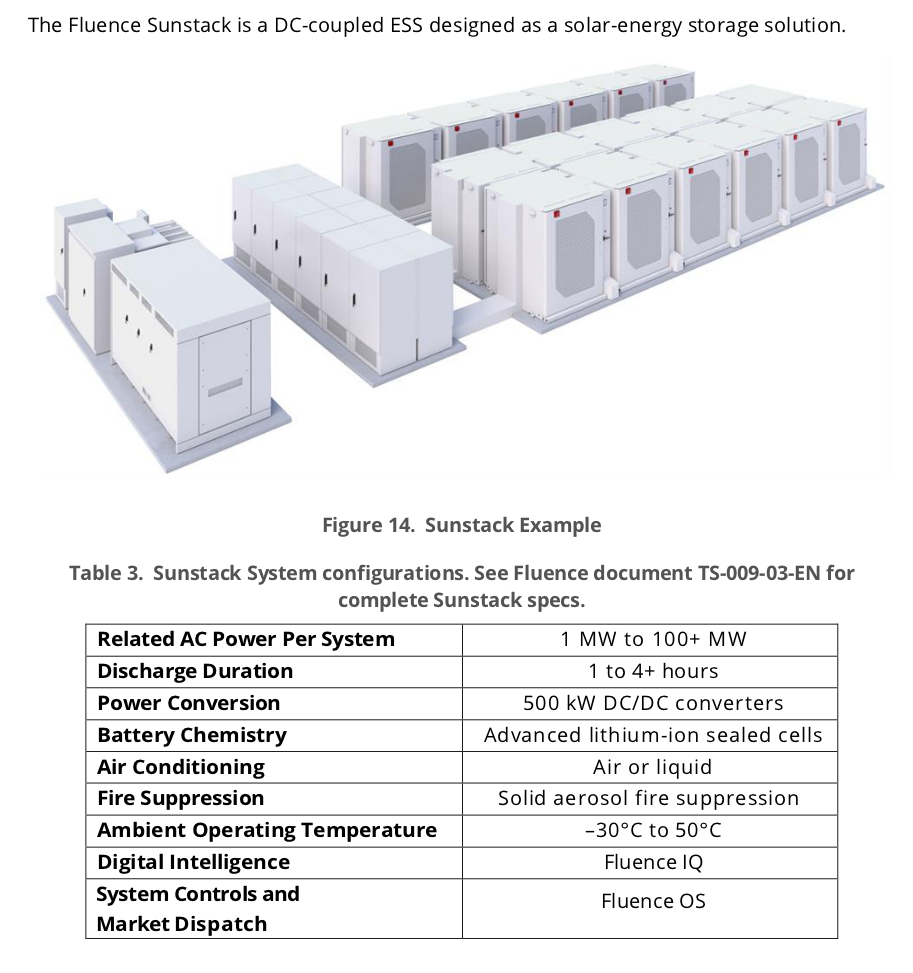 The Fluence Sunstack is a DC-coupled ESS designed as a solar-energy storage solution.
Figure 14. Sunstack Example
Table 3. Sunstack System configurations. See Fluence document TS-009-03-EN for
complete Sunstack specs.
Related AC Power Per System 1 MW to 100+ MW
Discharge Duration 1 to 4+ hours
Power Conversion 500 kW DC/DC converters
Battery Chemistry Advanced lithium-ion sealed cells
Air Conditioning Air or liquid
Fire Suppression Solid aerosol fire suppression
Ambient Operating Temperature –30°C to 50°C
Digital Intelligence Fluence IQ
System Controls and
Market Dispatch Fluence OS